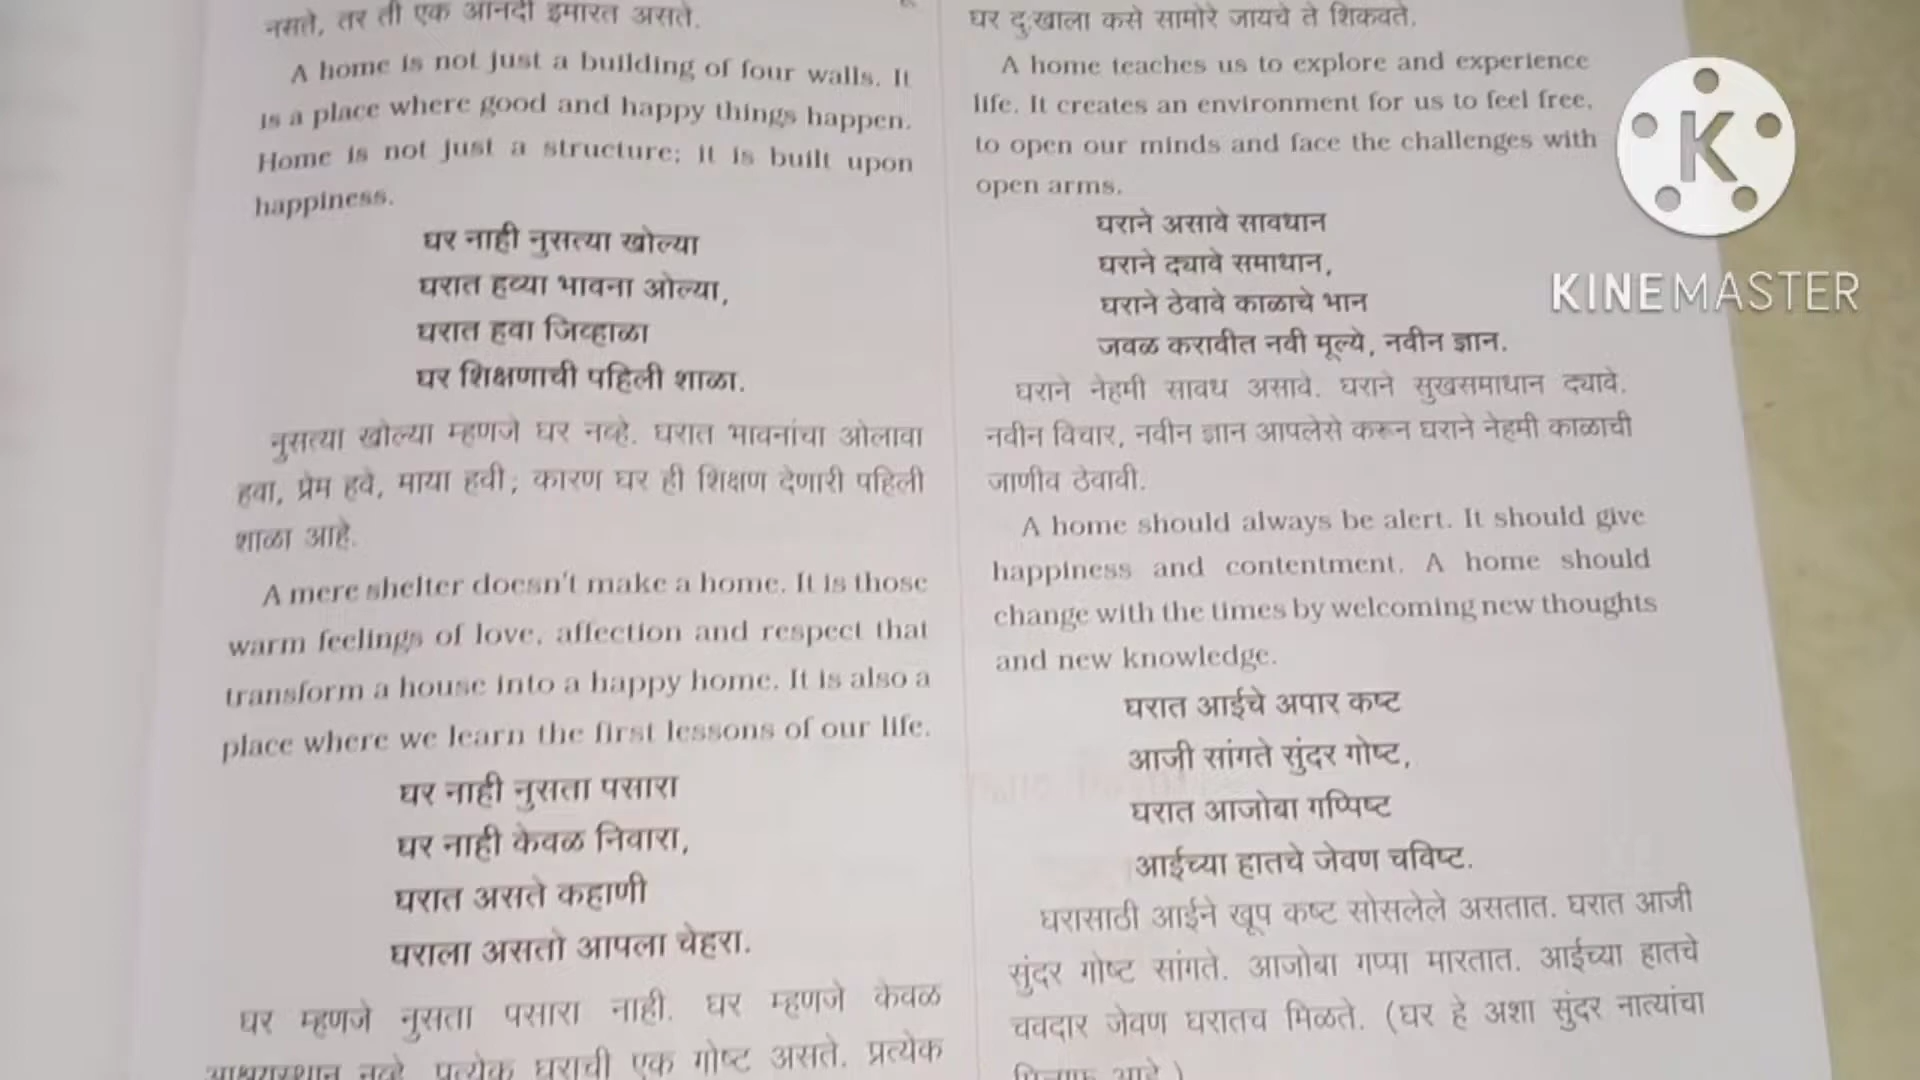 नसते, तर ती एक आनंदी इमारत असते.
A home is not just a building of four walls. It
is a place where good and happy things happen.
Home is not just a structure; it is built upon
happiness.
घर नाही नुसत्या खोल्या
घरात हव्या भावना ओल्या,
घरात हवा जिव्हाळा
घर शिक्षणाची पहिली शाळा.
नुसत्या खोल्या म्हणजे घर नव्हे. घरात भावनांचा ओलावा
हवा, प्रेम हवे, माया हवी; कारण घर ही शिक्षण देणारी पहिली
शाळा आहे.
A mere shelter doesn't make a home. It is those
warm feelings of love, affection and respect that
transform a house into a happy home. It is also a
place where we learn the first lessons of our life.
घर नाही नुसता पसारा
घर नाही केवळ निवारा,
घरात असते कहाणी
घराला असतो आपला चेहरा.
घर म्हणजे नुसता पसारा नाही. घर म्हणजे केवळ
आश्रयस्थान नव्हे. प्रत्येक घराची एक गोष्ट असते. प्रत्येक
घर दुःखाला कसे सामोरे जायचे ते शिकवते.
A home teaches us to explore and experience
life. It creates an environment for us to feel free,
to open our minds and face the challenges with
open arms.
घराने असावे सावधान
घराने द्यावे समाधान,
घराने ठेवावे काळाचे भान
जवळ करावीत नवी मूल्ये, नवीन ज्ञान.
घराने नेहमी सावध असावे. घराने सुखसमाधान द्यावे.
नवीन विचार, नवीन ज्ञान आपलेसे करून घराने नेहमी काळाची
जाणीव ठेवावी.
A home should always be alert. It should give
happiness and contentment. A home should
change with the times by welcoming new thoughts
and new knowledge.
घरात आईचे अपार कष्ट
आजी सांगते सुंदर गोष्ट,
घरात आजोबा गप्पिष्ट
आईच्या हातचे जेवण चविष्ट.
घरासाठी आईने खूप कष्ट सोसलेले असतात. घरात आजी
सुंदर गोष्ट सांगते. आजोबा गप्पा मारतात. आईच्या हातचे
चवदार जेवण घरातच मिळते. (घर हे अशा सुंदर नात्यांचा
आहे.)
K
KINEMASTER